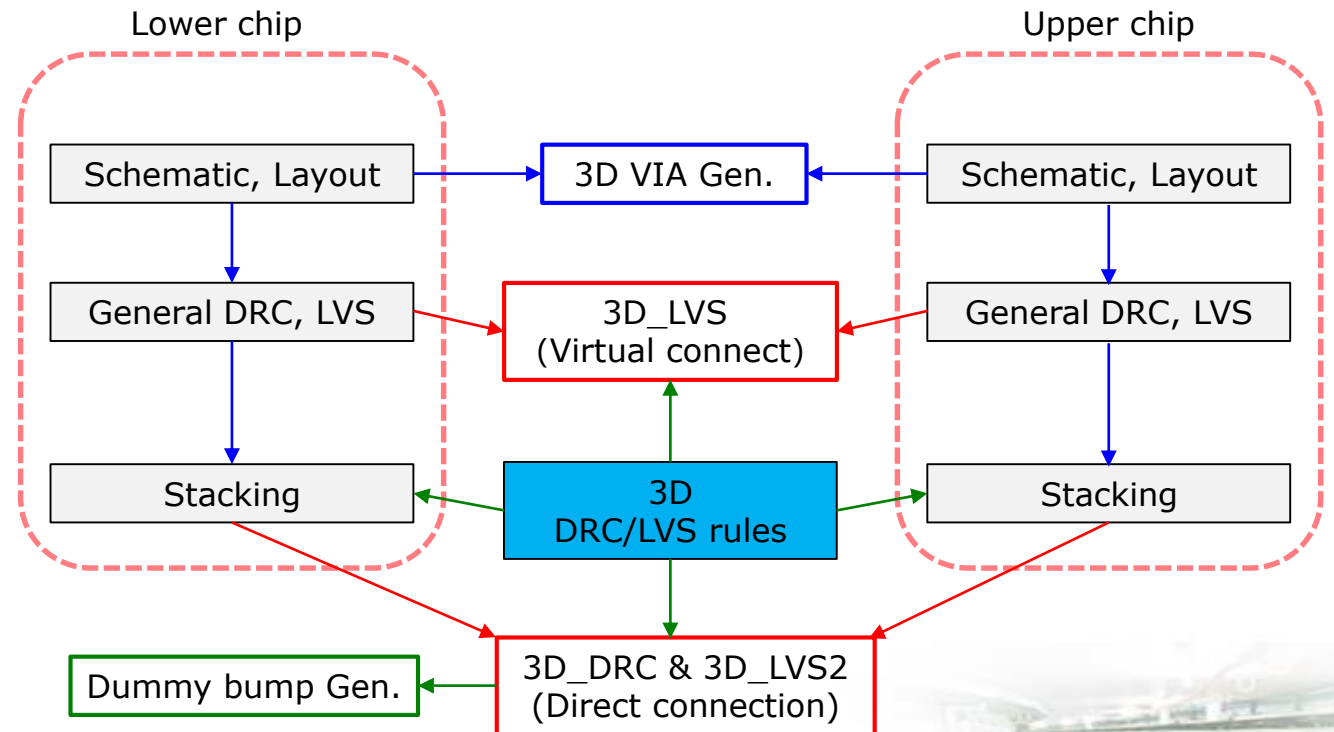 Lower chip
Upper chip
Schematic, Layout
3D VIA Gen.
Schematic, Layout
General DRC, LVS
3D_LVS
(Virtual connect)
General DRC, LVS
Stacking
3D
DRC/LVS rules
Stacking
Dummy bump Gen.
3D_DRC & 3D_LVS2
(Direct connection)